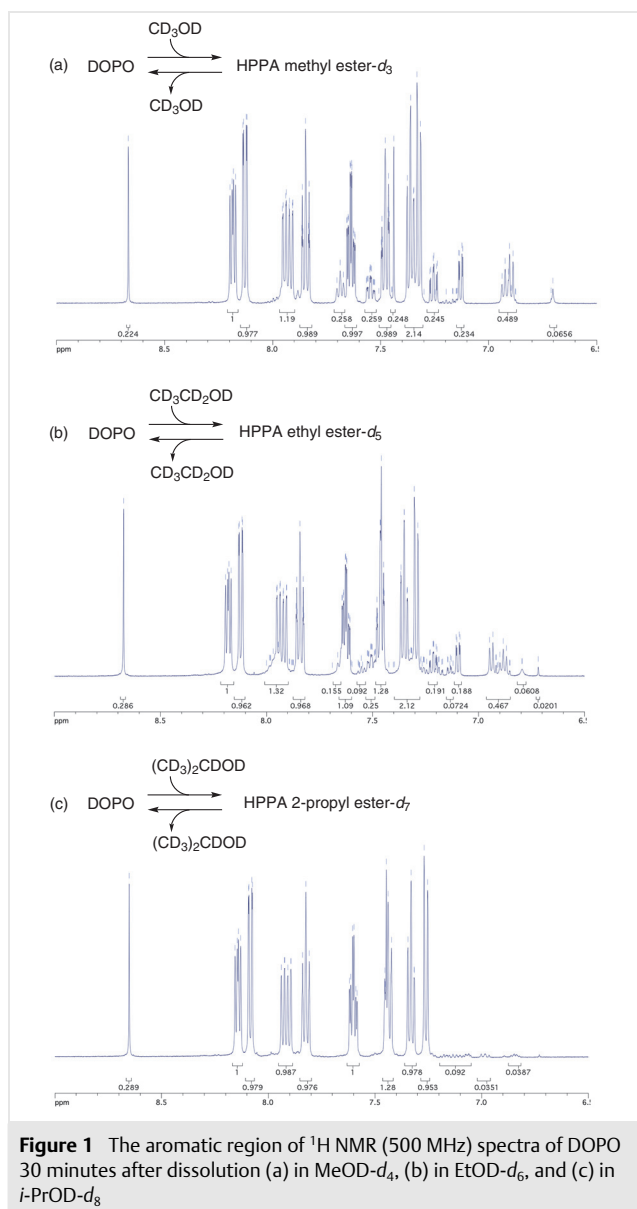 CD3OD
(a) DOPO HPPA methyl ester-d3
CD3OD
0.224 1 0.977 1.19 0.989 0.258 0.997 0.259 0.989 0.248 2.14 0.245 0.234 0.489 0.0656
ppm 8.5 8.0 7.5 7.0 6.5
CD3CD2OD
(b) DOPO HPPA ethyl ester-d5
CD3CD2OD
0.286 1 0.962 1.32 0.968 0.155 1.09 0.092 0.25 1.28 2.12 0.191 0.0724 0.188 0.467 0.0608 0.0201
ppm 8.5 8.0 7.5 7.0 6.5
(CD3)2CDOD
(c) DOPO HPPA 2-propyl ester-d7
(CD3)2CDOD
0.289 1 0.979 0.987 0.976 1 1.28 0.978 0.953 0.092 0.0351 0.0387
ppm 8.5 8.0 7.5 7.0 6.5
Figure 1 The aromatic region of 1H NMR (500 MHz) spectra of DOPO
30 minutes after dissolution (a) in MeOD-d4, (b) in EtOD-d6, and (c) in
i-PrOD-d8